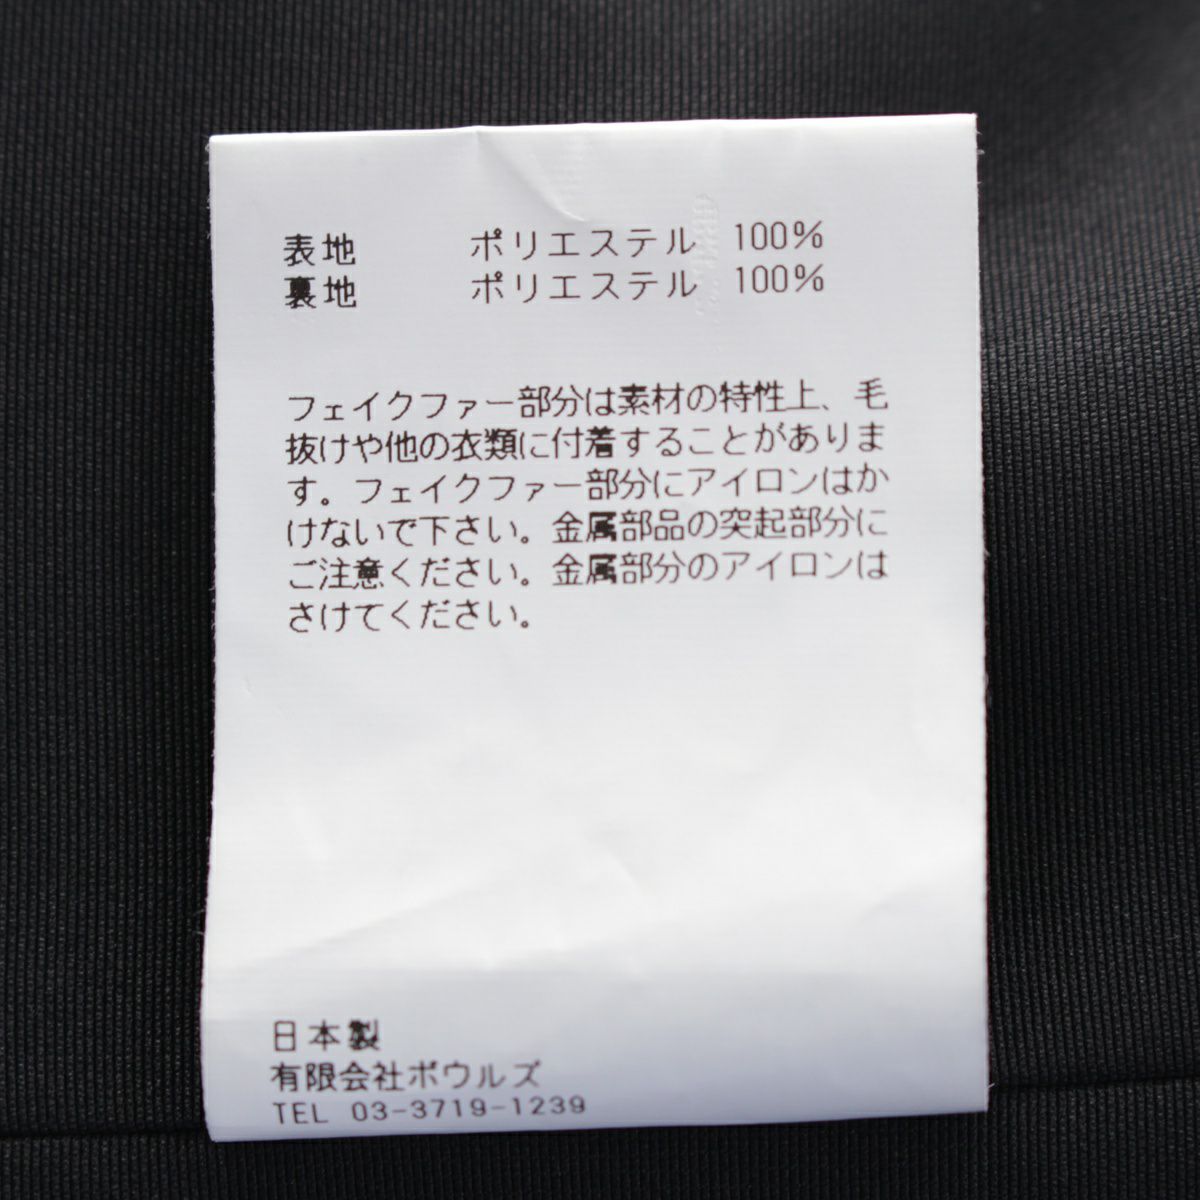 表地 ポリエステル 100%
裏地 ポリエステル 100%
フェイクファー部分は素材の特性上、毛
抜けや他の衣類に付着することがありま
す。フェイクファー部分にアイロンはか
けないで下さい。金属部品の突起部分に
ご注意ください。金属部分のアイロンは
さけてください。
日本製
有限会社ボウルズ
TEL 03-3719-1239